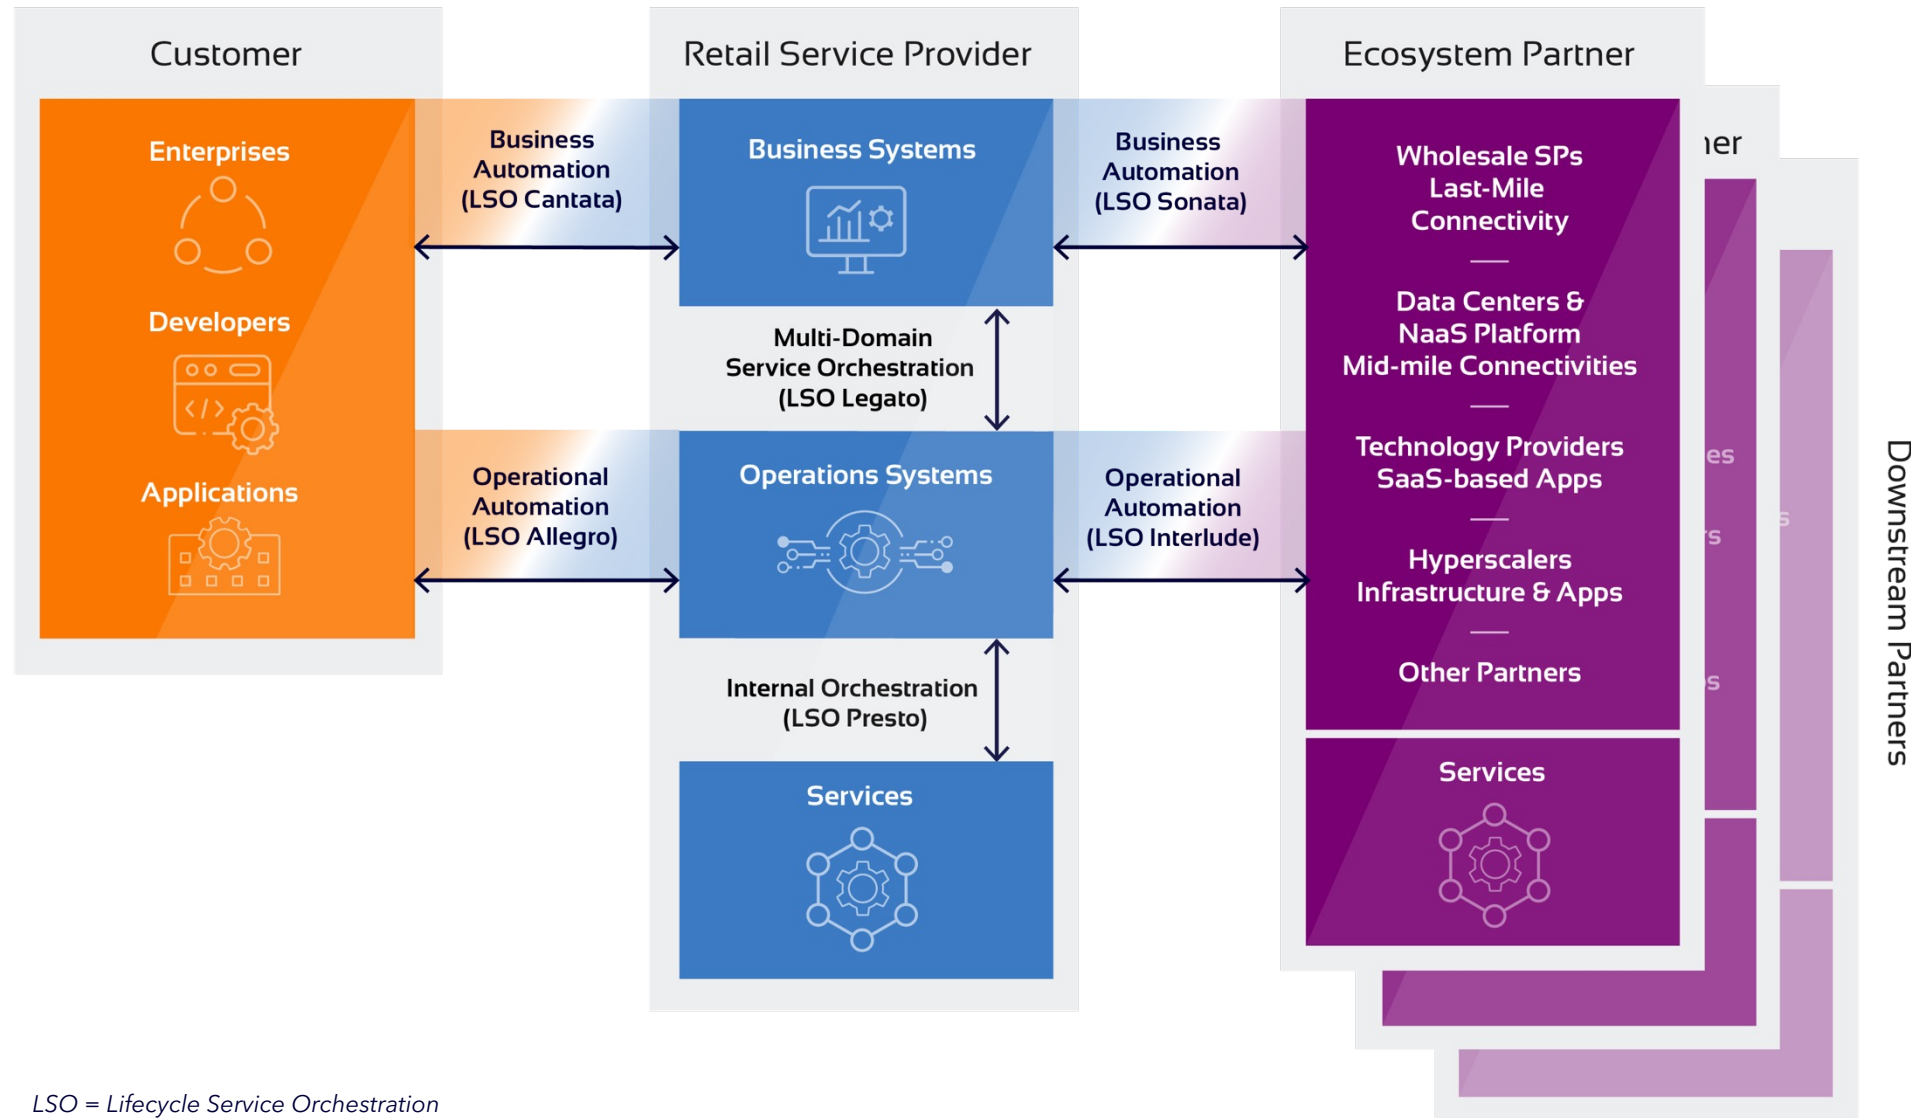 Customer
Enterprises
Developers
Applications
Business
Automation
(LSO Cantata)
Operational
Automation
(LSO Allegro)
Retail Service Provider
Business Systems
Multi-Domain
Service Orchestration
(LSO Legato)
Operations Systems
Internal Orchestration
(LSO Presto)
Services
Business
Automation
(LSO Sonata)
Operational
Automation
(LSO Interlude)
Ecosystem Partner
Wholesale SPs
Last-Mile
Connectivity
Data Centers &
NaaS Platform
Mid-mile Connectivities
Technology Providers
SaaS-based Apps
Hyperscalers
Infrastructure & Apps
Other Partners
Services
Downstream Partners
LSO = Lifecycle Service Orchestration